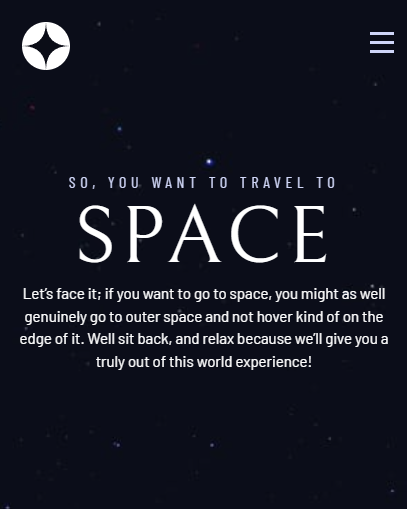 SO, YOU WANT TO TRAVEL TO
SPACE
Let’s face it; if you want to go to space, you might as well
genuinely go to outer space and not hover kind of on the
edge of it. Well sit back, and relax because we’ll give you a
truly out of this world experience!